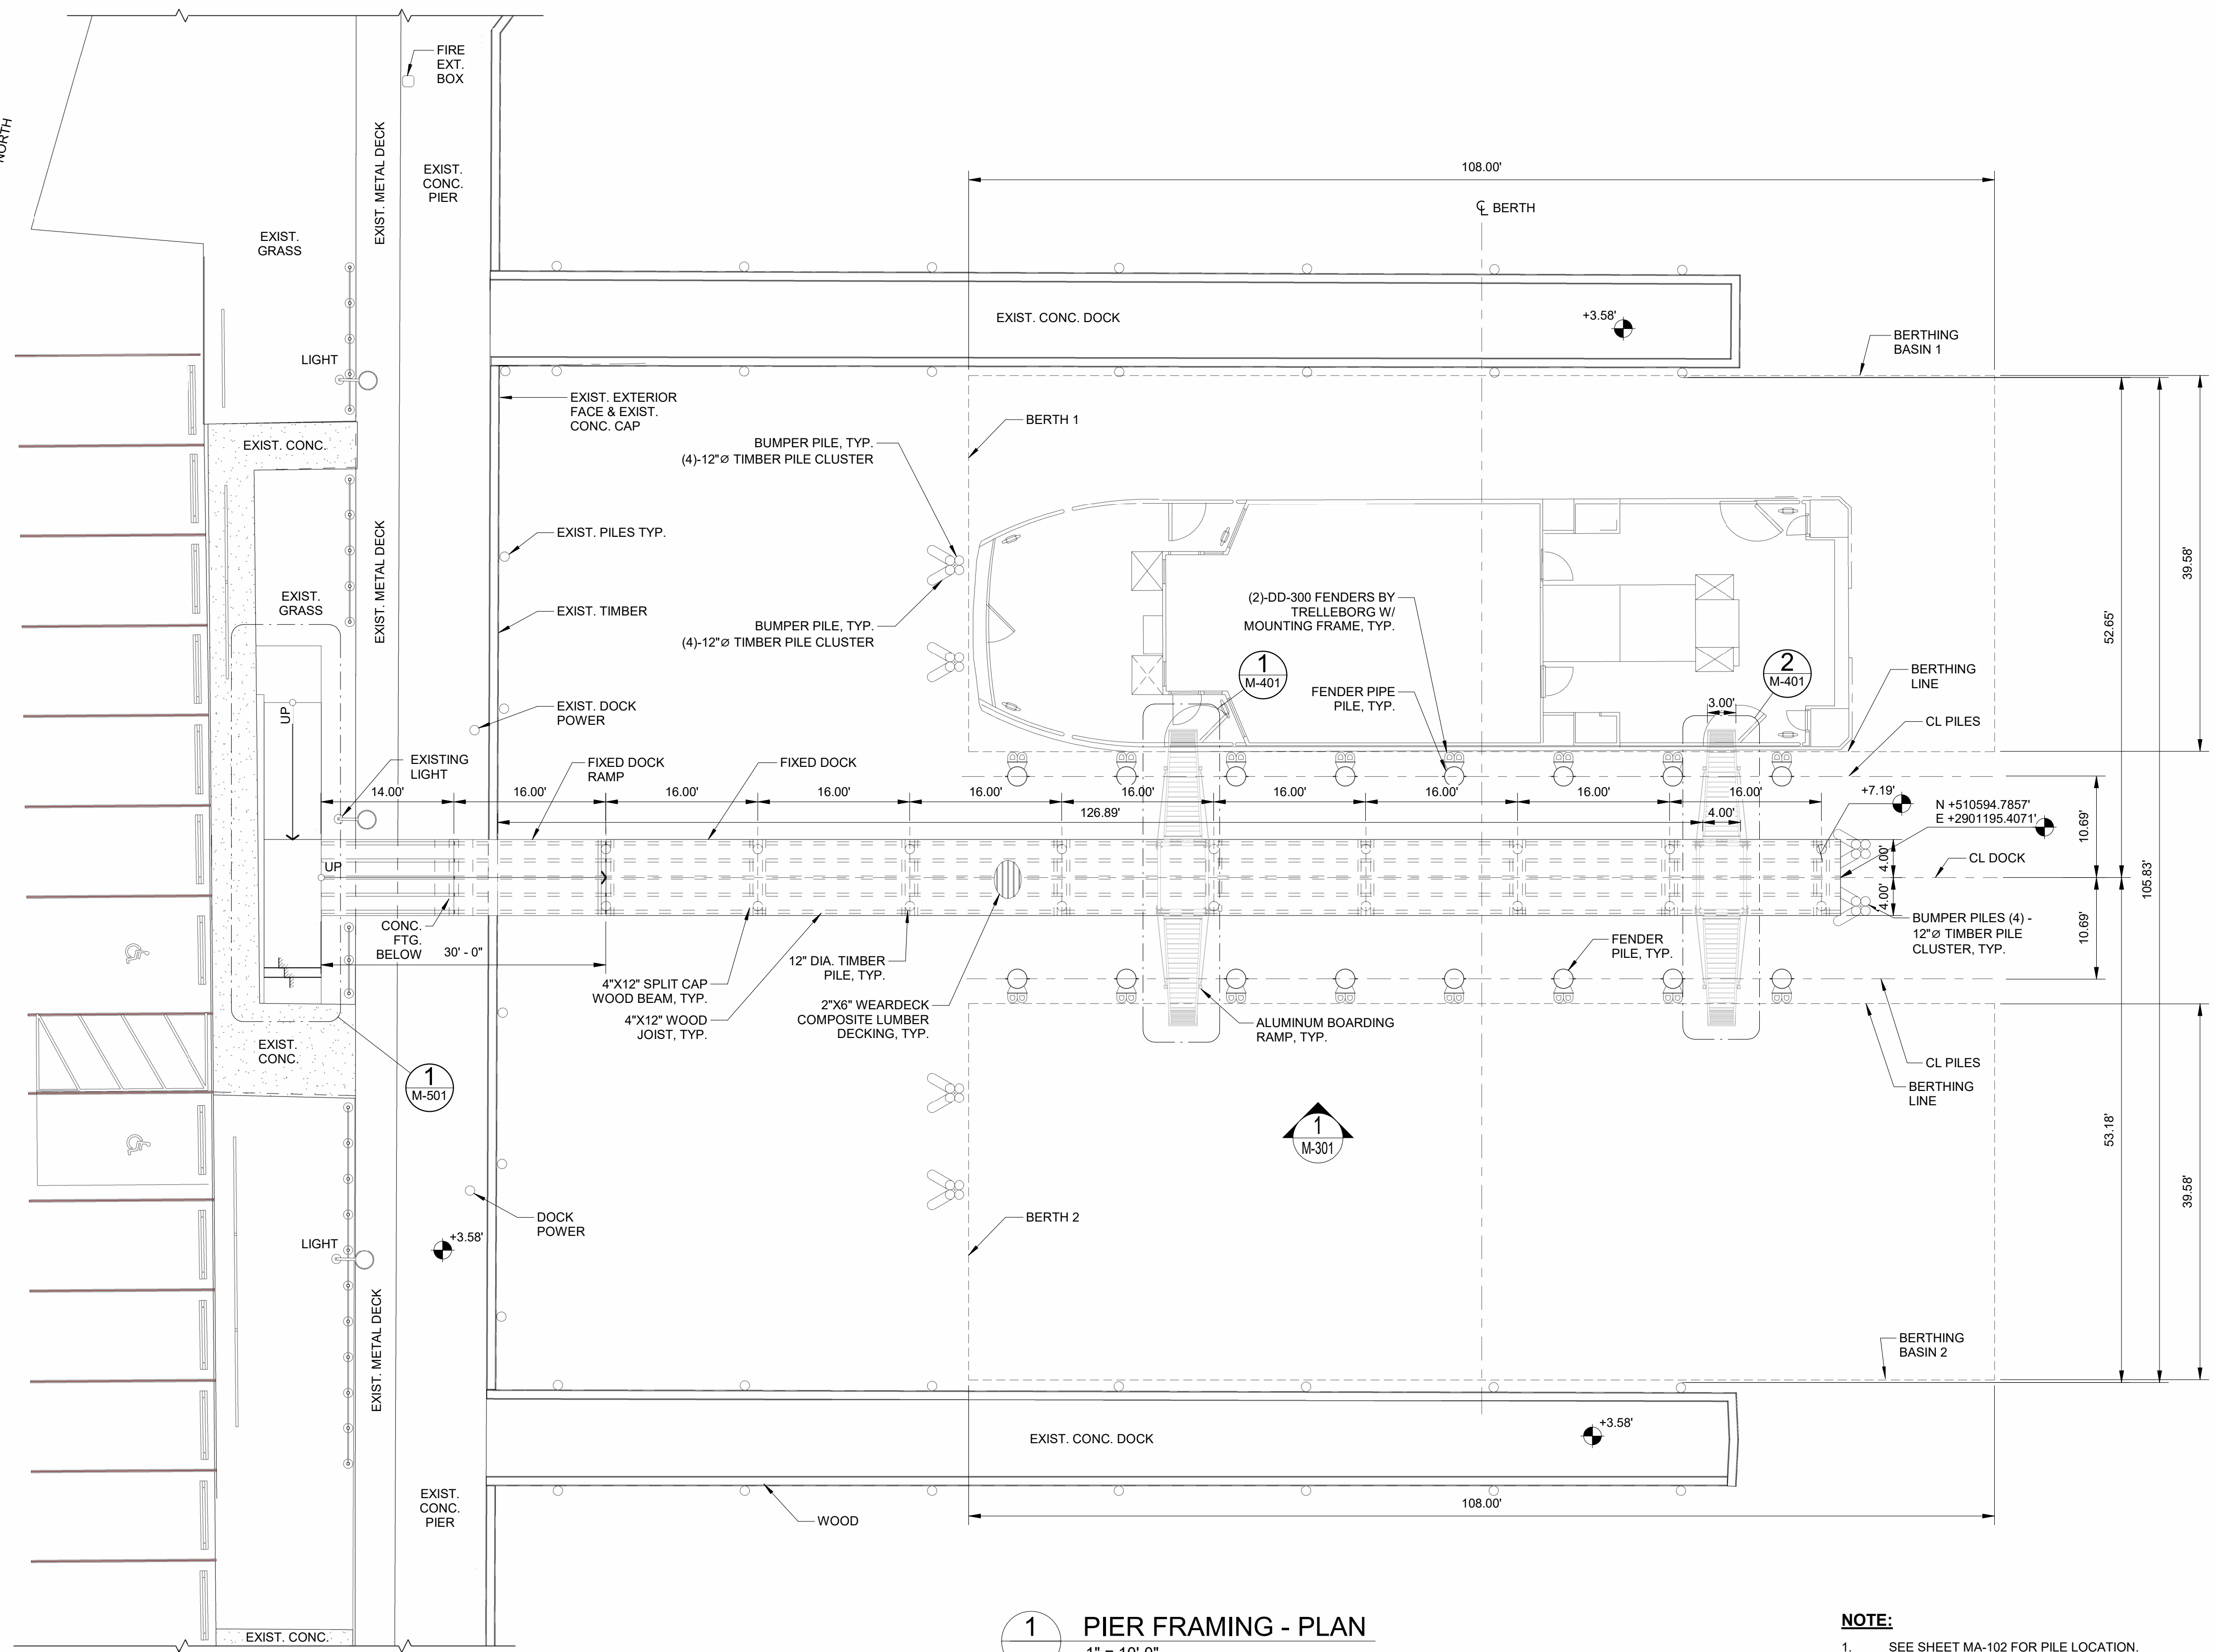 NORTH
FIRE
EXT.
BOX
EXIST. METAL DECK
EXIST.
CONC.
PIER
EXIST.
GRASS
108.00'
℄ BERTH
EXIST. CONC. DOCK
+3.58'
BERTHING
BASIN 1
LIGHT
EXIST. EXTERIOR
FACE & EXIST.
CONC. CAP
BERTH 1
EXIST. CONC.
BUMPER PILE, TYP.
(4)-12"Ø TIMBER PILE CLUSTER
EXIST. PILES TYP.
EXIST. METAL DECK
EXIST.
GRASS
EXIST. TIMBER
BUMPER PILE, TYP.
(4)-12"Ø TIMBER PILE CLUSTER
(2)-DD-300 FENDERS BY
TRELLEBORG W/
MOUNTING FRAME, TYP.
39.58'
52.65'
1
M-401
2
M-401
BERTHING
LINE
FENDER PIPE
PILE, TYP.
3.00'
CL PILES
UP
EXIST. DOCK
POWER
EXISTING
LIGHT
FIXED DOCK
RAMP
FIXED DOCK
14.00'
16.00'
16.00'
16.00'
16.00'
16.00'
16.00'
16.00'
16.00'
16.00'
126.89'
4.00'
+7.19'
N +510594.7857'
E +2901195.4071'
10.69'
UP
4.00'
CL DOCK
105.83'
4.00'
CONC.
FTG.
BELOW
30' - 0"
12" DIA. TIMBER
PILE, TYP.
FENDER
PILE, TYP.
BUMPER PILES (4) -
12"Ø TIMBER PILE
CLUSTER, TYP.
10.69'
4"X12" SPLIT CAP
WOOD BEAM, TYP.
4"X12" WOOD
JOIST, TYP.
2"X6" WEARDECK
COMPOSITE LUMBER
DECKING, TYP.
ALUMINUM BOARDING
RAMP, TYP.
EXIST.
CONC.
1
M-501
CL PILES
BERTHING
LINE
1
M-301
53.18'
39.58'
DOCK
POWER
BERTH 2
+3.58'
LIGHT
EXIST. METAL DECK
BERTHING
BASIN 2
EXIST. CONC. DOCK
+3.58'
EXIST.
CONC.
PIER
WOOD
108.00'
EXIST. CONC.
1
PIER FRAMING - PLAN
1" = 10'-0"
NOTE:
1. SEE SHEET MA-102 FOR PILE LOCATION.